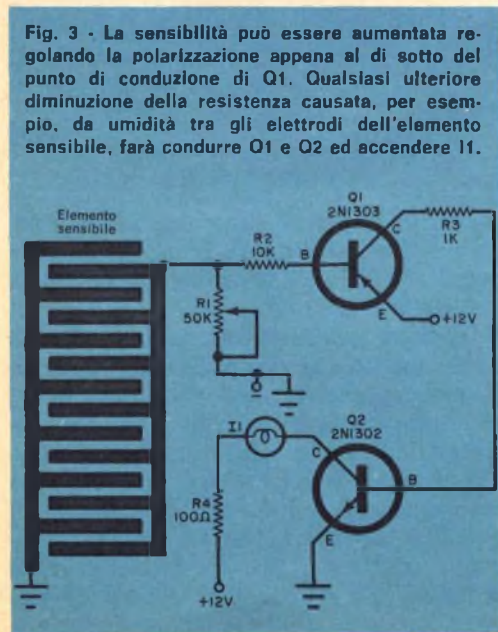 Fig. 3 - La sensibilità può essere aumentata re-
golando la polarizzazione appena al di sotto del
punto di conduzione di Q1. Qualsiasi ulteriore
diminuzione della resistenza causata, per esem-
pio, da umidità tra gli elettrodi dell'elemento
sensibile, farà condurre Q1 e Q2 ed accendere I1.
Elemento
sensibile
Q1
2N1303
C
R3
1K
R2
10K
B
R1
50K
E
+12V
Q2
2N1302
I1
C
B
R4
100Ω
E
+12V